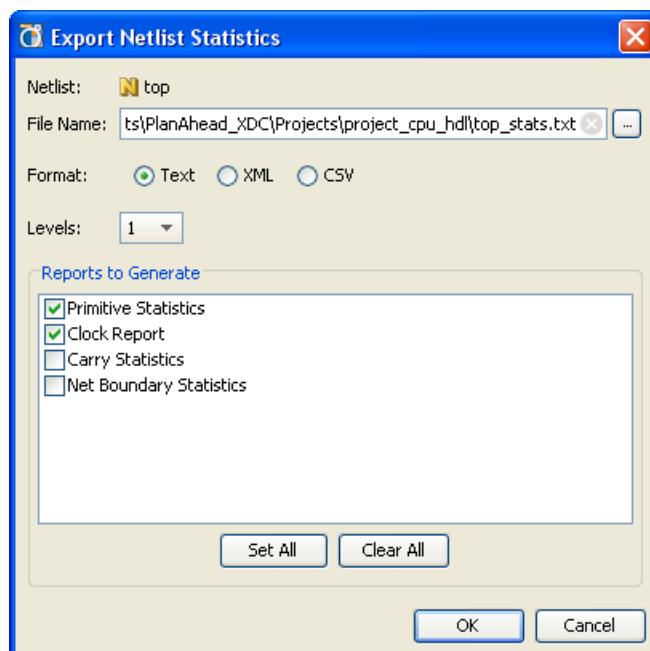 Export Netlist Statistics
Netlist: N top
File Name: ts\PlanAhead_XDC\Projects\project_cpu_hdl\top_stats.txt ...
Format: Text XML CSV
Levels: 1
Reports to Generate
Primitive Statistics
Clock Report
Carry Statistics
Net Boundary Statistics
Set All Clear All
OK Cancel